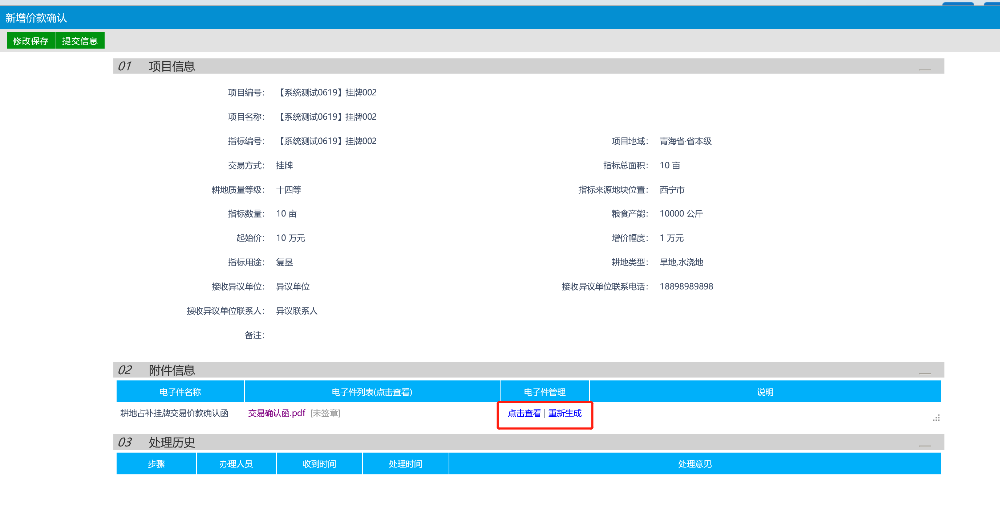 新增价款确认
修改保存 提交信息
01 项目信息
项目编号： 【系统测试0619】挂牌002
项目名称： 【系统测试0619】挂牌002
指标编号： 【系统测试0619】挂牌002 项目地域： 青海省·省本级
交易方式： 挂牌 指标总面积： 10 亩
耕地质量等级： 十四等 指标来源地块位置： 西宁市
指标数量： 10 亩 粮食产能： 10000 公斤
起始价： 10 万元 增价幅度： 1 万元
指标用途： 复垦 耕地类型： 旱地,水浇地
接收异议单位： 异议单位 接收异议单位联系电话： 18898989898
接收异议单位联系人： 异议联系人
备注：
02 附件信息
电子件名称 电子件列表(点击查看) 电子件管理 说明
耕地占补挂牌交易价款确认函 交易确认函.pdf [未签章] 点击查看 | 重新生成
03 处理历史
步骤 办理人员 收到时间 处理时间 处理意见